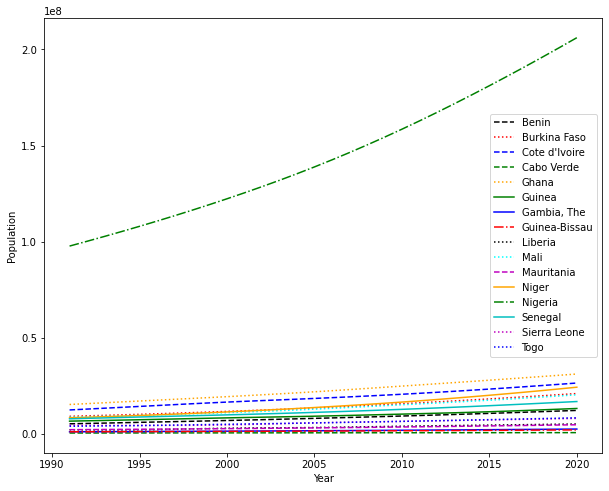 1e8
2.0
1.5
1.0
0.5
0.0
Population
1990
1995
2000
2005
2010
2015
2020
Year
Benin
Burkina Faso
Cote d'Ivoire
Cabo Verde
Ghana
Guinea
Gambia, The
Guinea-Bissau
Liberia
Mali
Mauritania
Niger
Nigeria
Senegal
Sierra Leone
Togo